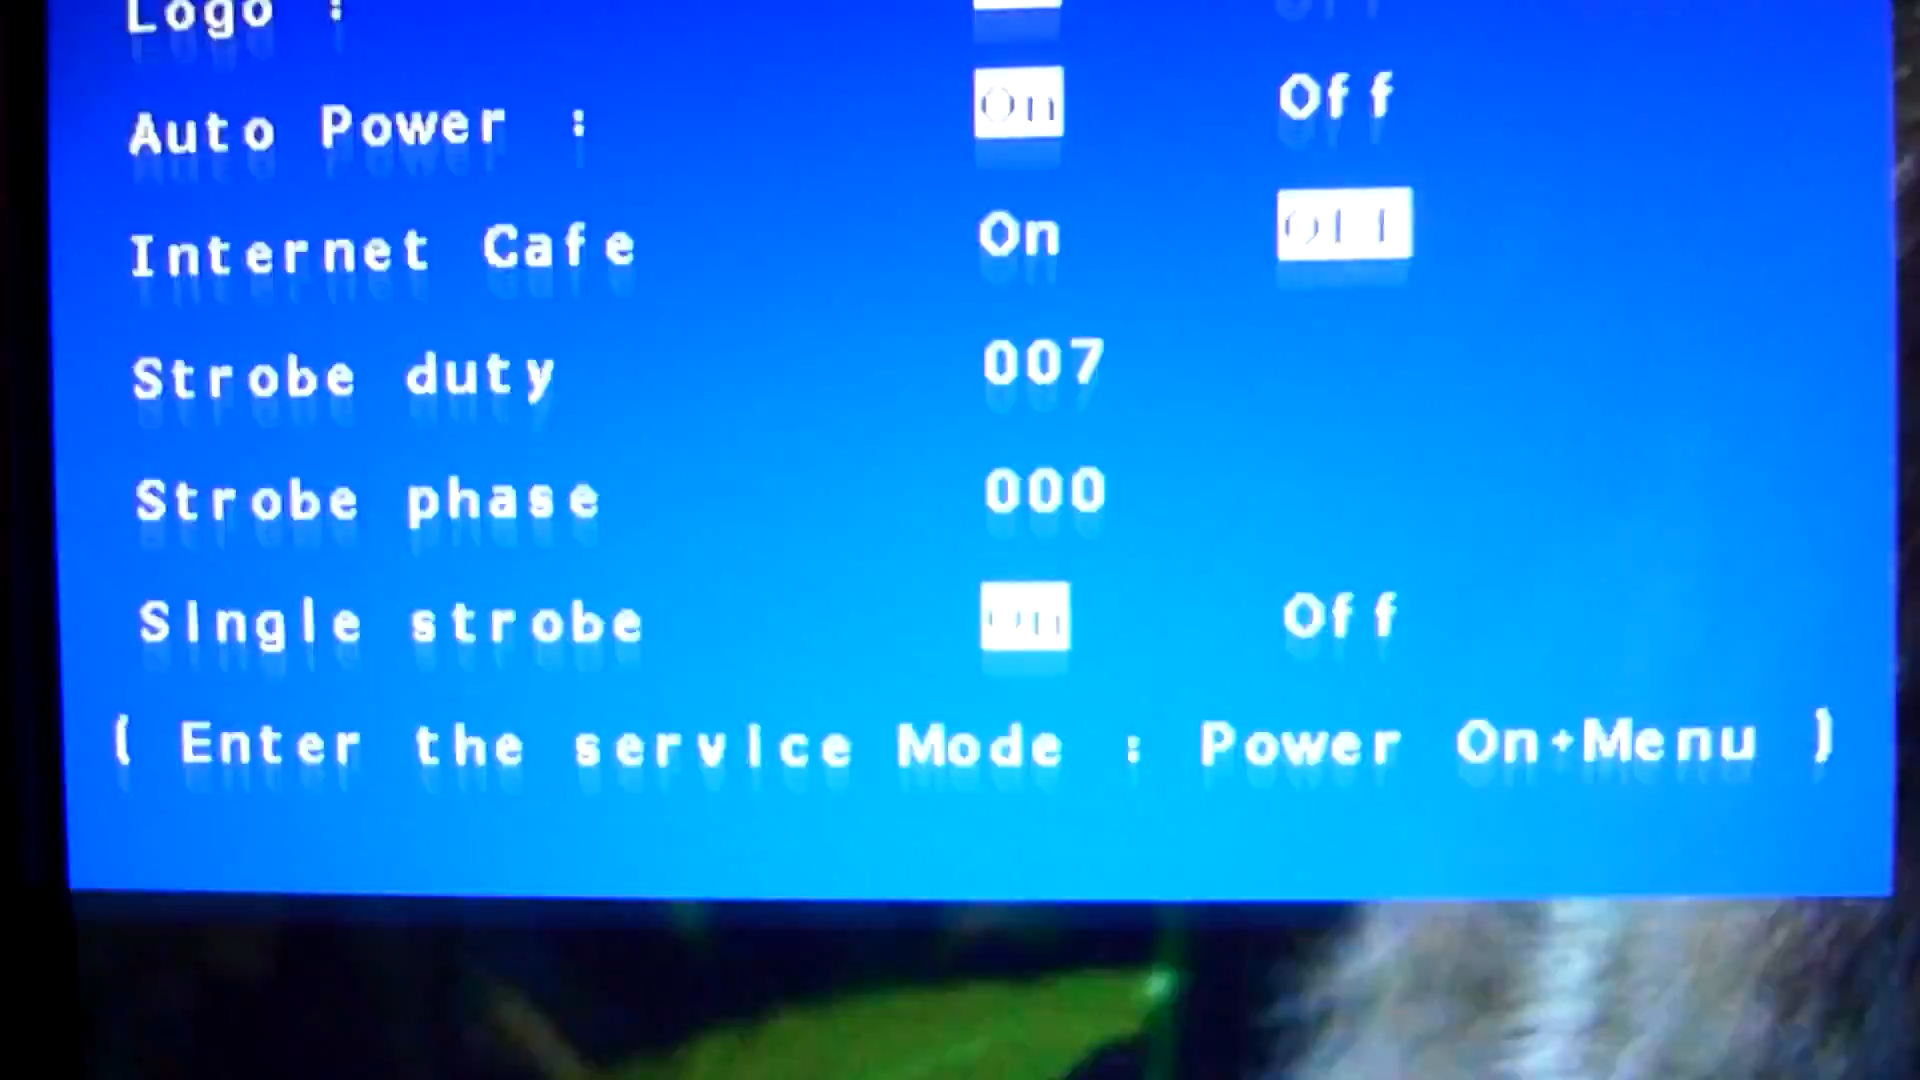 Logo :
Auto Power : On Off
Internet Cafe On Off
Strobe duty 007
Strobe phase 000
Single strobe On Off
( Enter the service Mode : Power On+Menu )